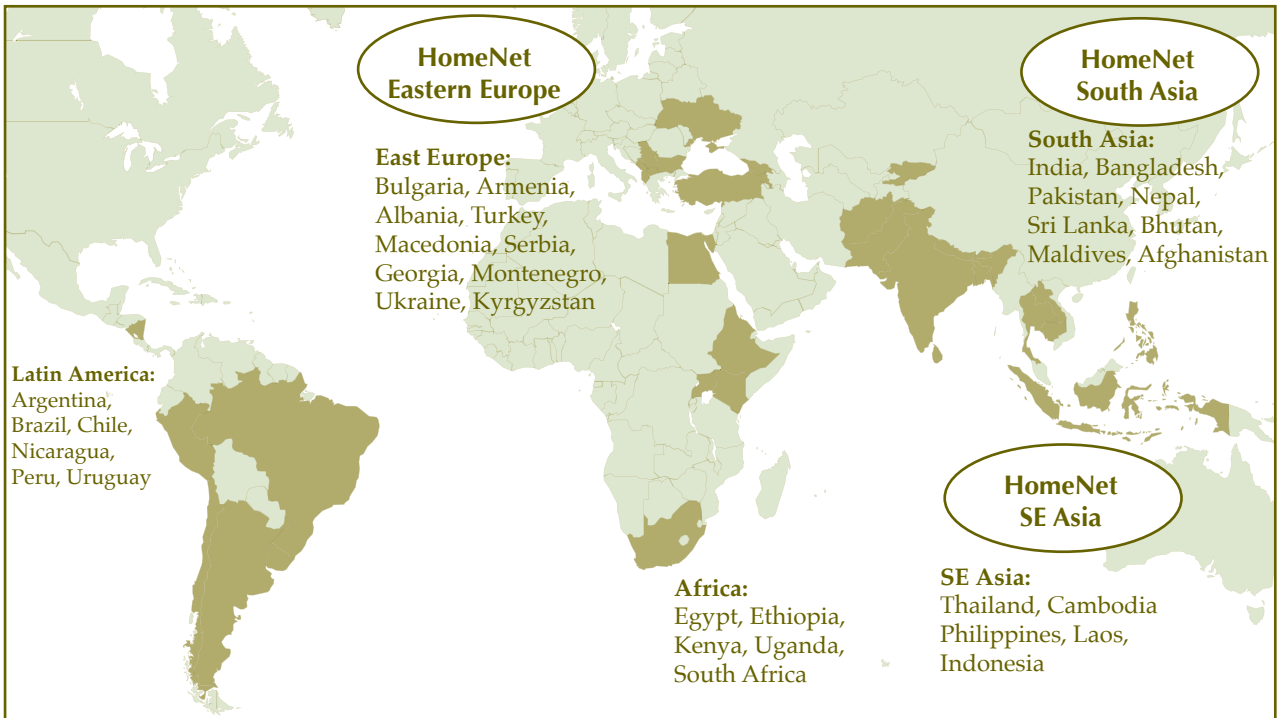 HomeNet
Eastern Europe
East Europe:
Bulgaria, Armenia,
Albania, Turkey,
Macedonia, Serbia,
Georgia, Montenegro,
Ukraine, Kyrgyzstan
HomeNet
South Asia
South Asia:
India, Bangladesh,
Pakistan, Nepal,
Sri Lanka, Bhutan,
Maldives, Afghanistan
Latin America:
Argentina,
Brazil, Chile,
Nicaragua,
Peru, Uruguay
Africa:
Egypt, Ethiopia,
Kenya, Uganda,
South Africa
HomeNet
SE Asia
SE Asia:
Thailand, Cambodia
Philippines, Laos,
Indonesia